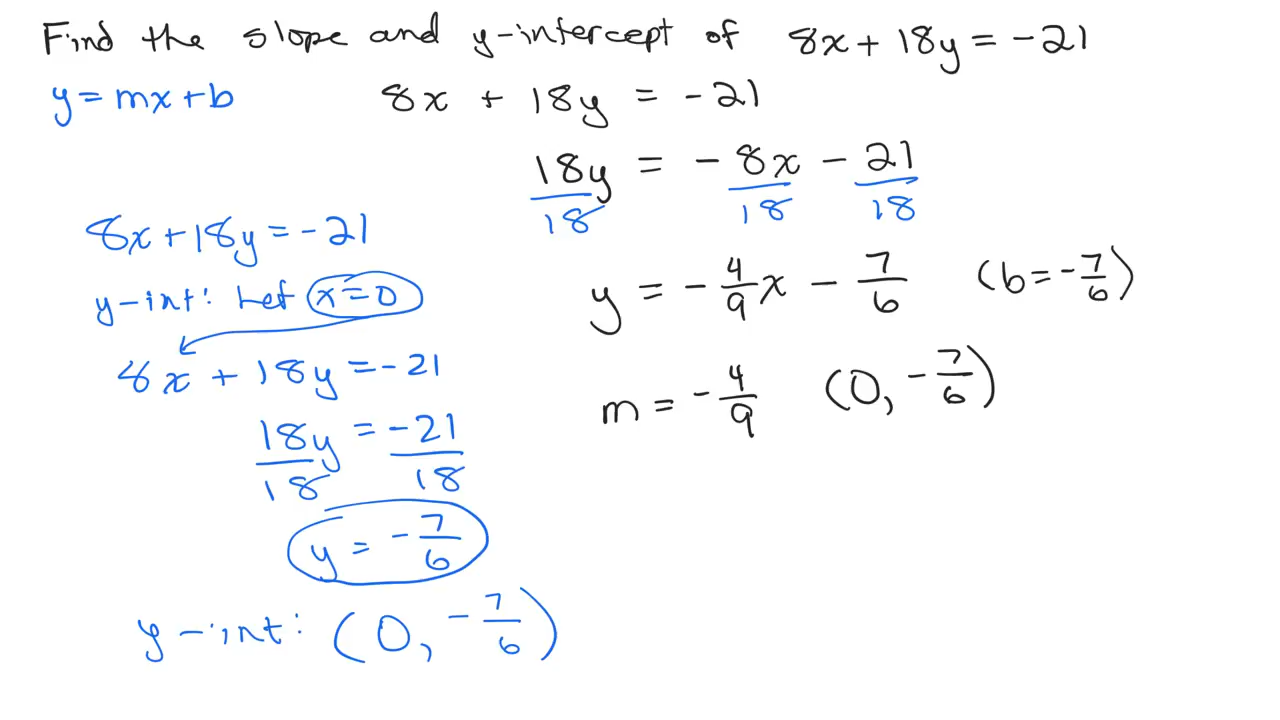 Find the slope and y-intercept of 8x + 18y = -21
y = mx + b
8x + 18y = -21
18y/18 = -8x/18 - 21/18
y = -4/9 x - 7/6 (b = -7/6)
m = -4/9 (0, -7/6)
8x + 18y = -21
y-int: Let x = 0
8x + 18y = -21
18y/18 = -21/18
y = -7/6
y-int: (0, -7/6)